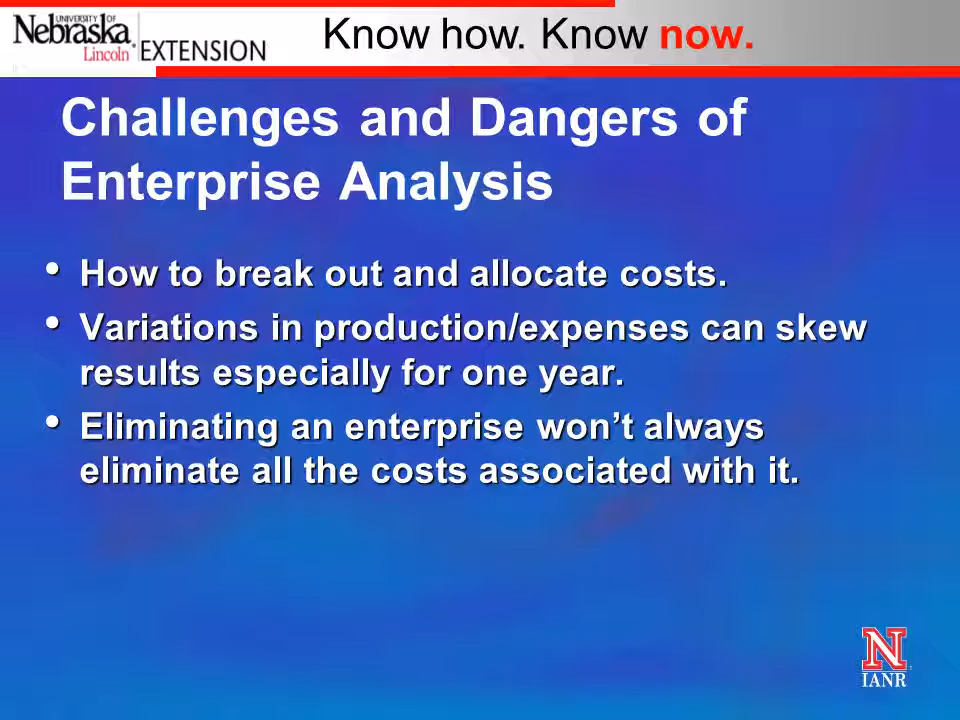 UNIVERSITY OF
Nebraska
Lincoln
EXTENSION
Know how. Know now.
Challenges and Dangers of
Enterprise Analysis
• How to break out and allocate costs.
• Variations in production/expenses can skew
results especially for one year.
• Eliminating an enterprise won’t always
eliminate all the costs associated with it.
N
IANR